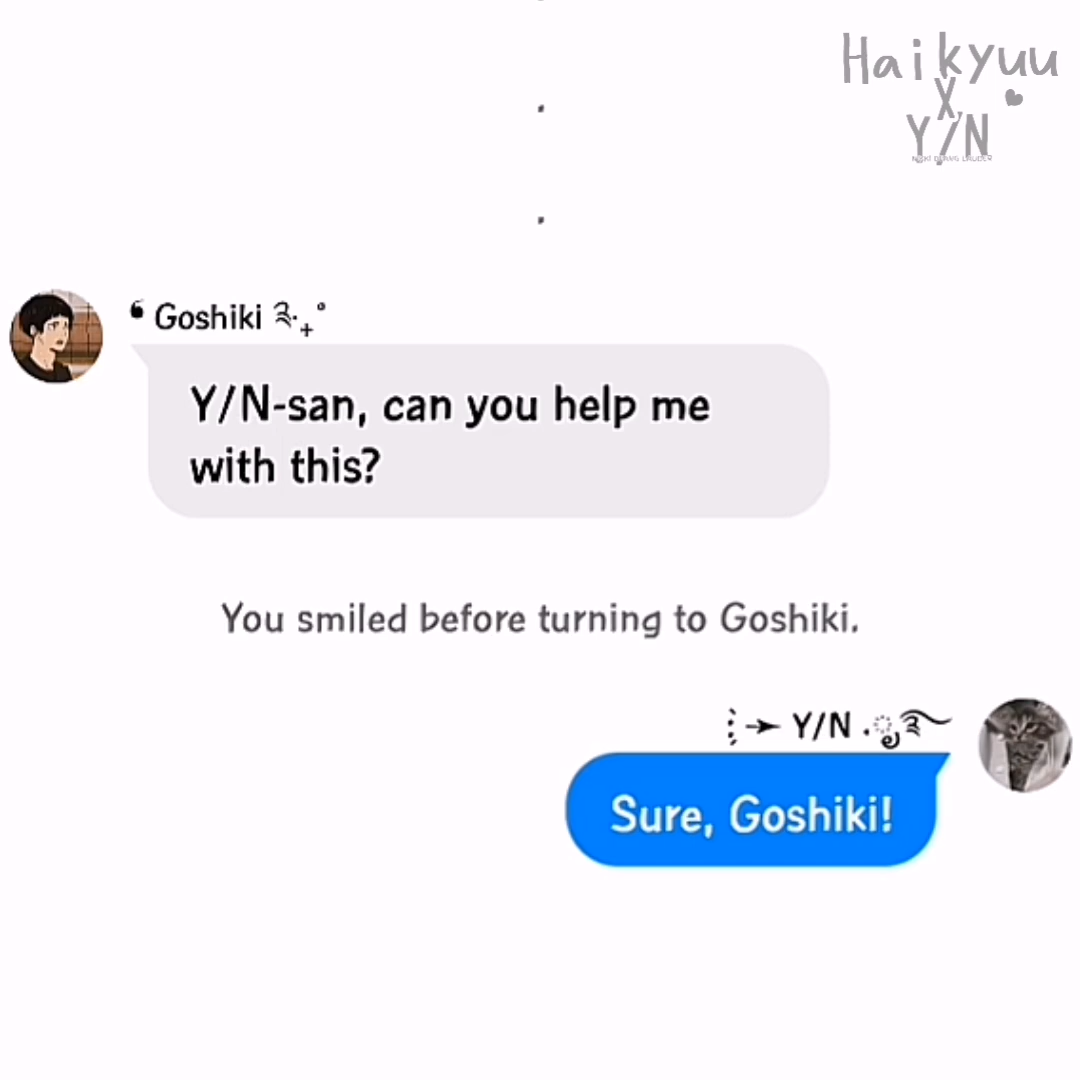 Haikyuu
X
Y/N
❛ Goshiki ༉‧₊˚
Y/N-san, can you help me
with this?
You smiled before turning to Goshiki.
Y/N
Sure, Goshiki!